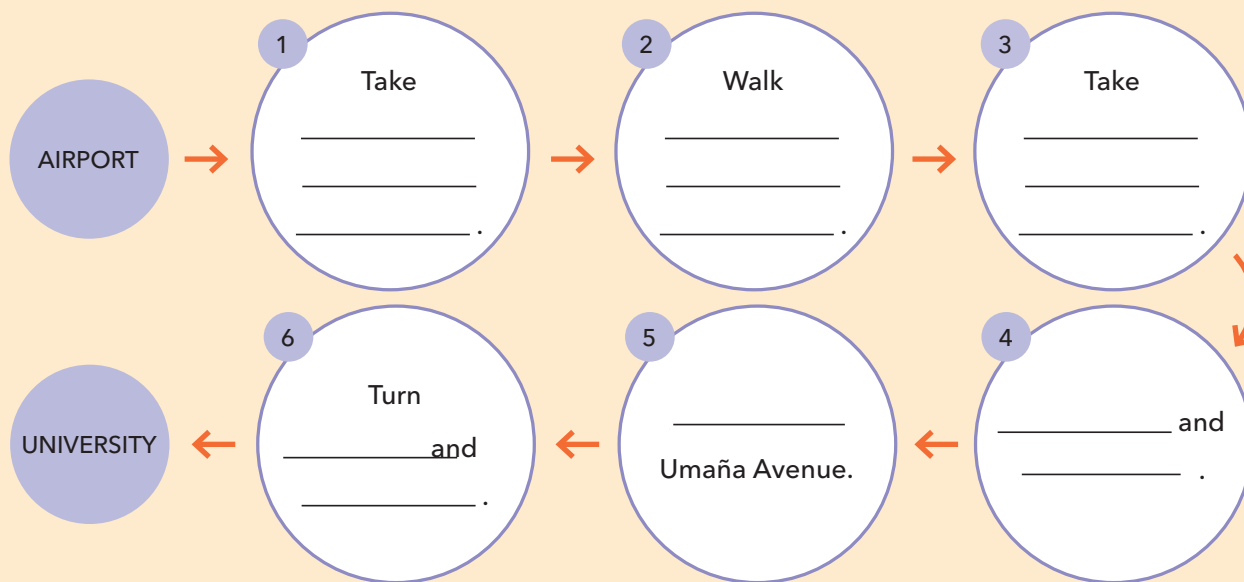 AIRPORT
1
Take
.
2
Walk
.
3
Take
.
4
and
.
5
Umaña Avenue.
6
Turn
and
.
UNIVERSITY